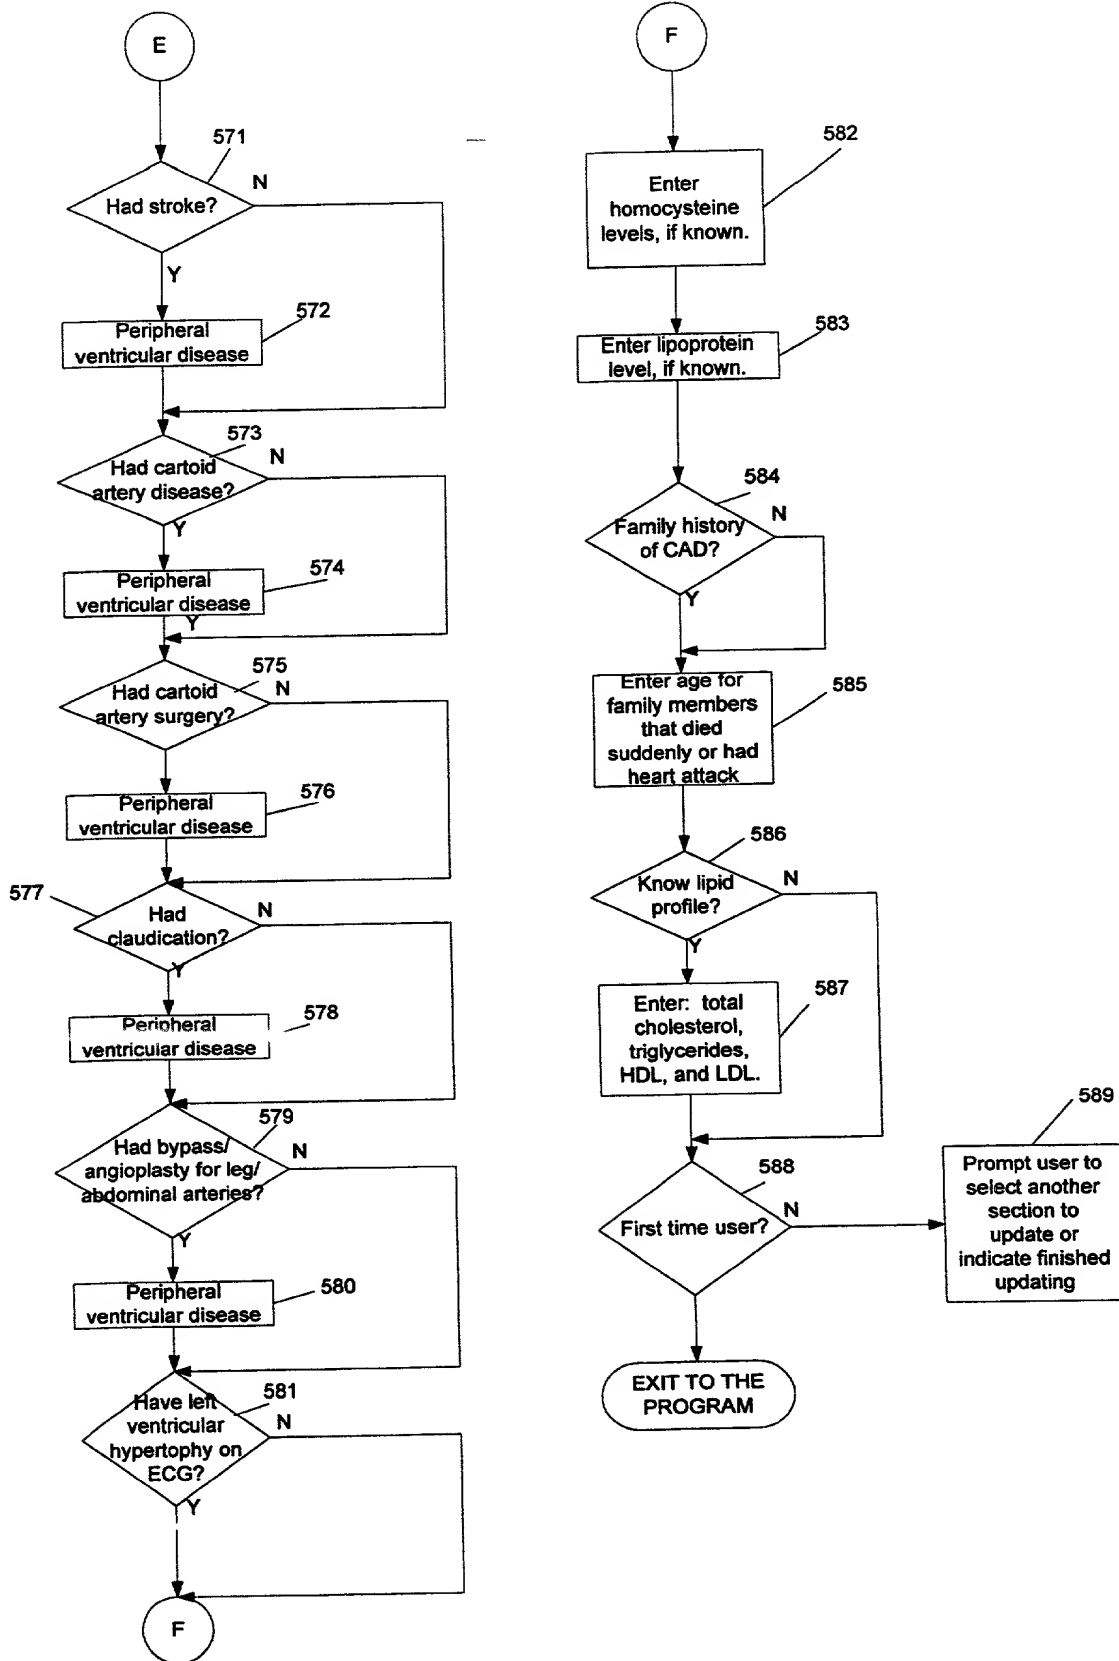 E
571
Had stroke?
N
Y
572
Peripheral
ventricular disease
573
Had cartoid
artery disease?
N
Y
574
Peripheral
ventricular disease
Y
575
Had cartoid
artery surgery?
N
576
Peripheral
ventricular disease
577
Had
claudication?
N
Y
578
Peripheral
ventricular disease
579
Had bypass/
angioplasty for leg/
abdominal arteries?
N
Y
580
Peripheral
ventricular disease
581
Have left
ventricular
hypertophy on
ECG?
N
Y
F
F
582
Enter
homocysteine
levels, if known.
583
Enter lipoprotein
level, if known.
584
Family history
of CAD?
N
Y
585
Enter age for
family members
that died
suddenly or had
heart attack
586
Know lipid
profile?
N
Y
587
Enter: total
cholesterol,
triglycerides,
HDL, and LDL.
588
First time user?
N
589
Prompt user to
select another
section to
update or
indicate finished
updating
EXIT TO THE
PROGRAM